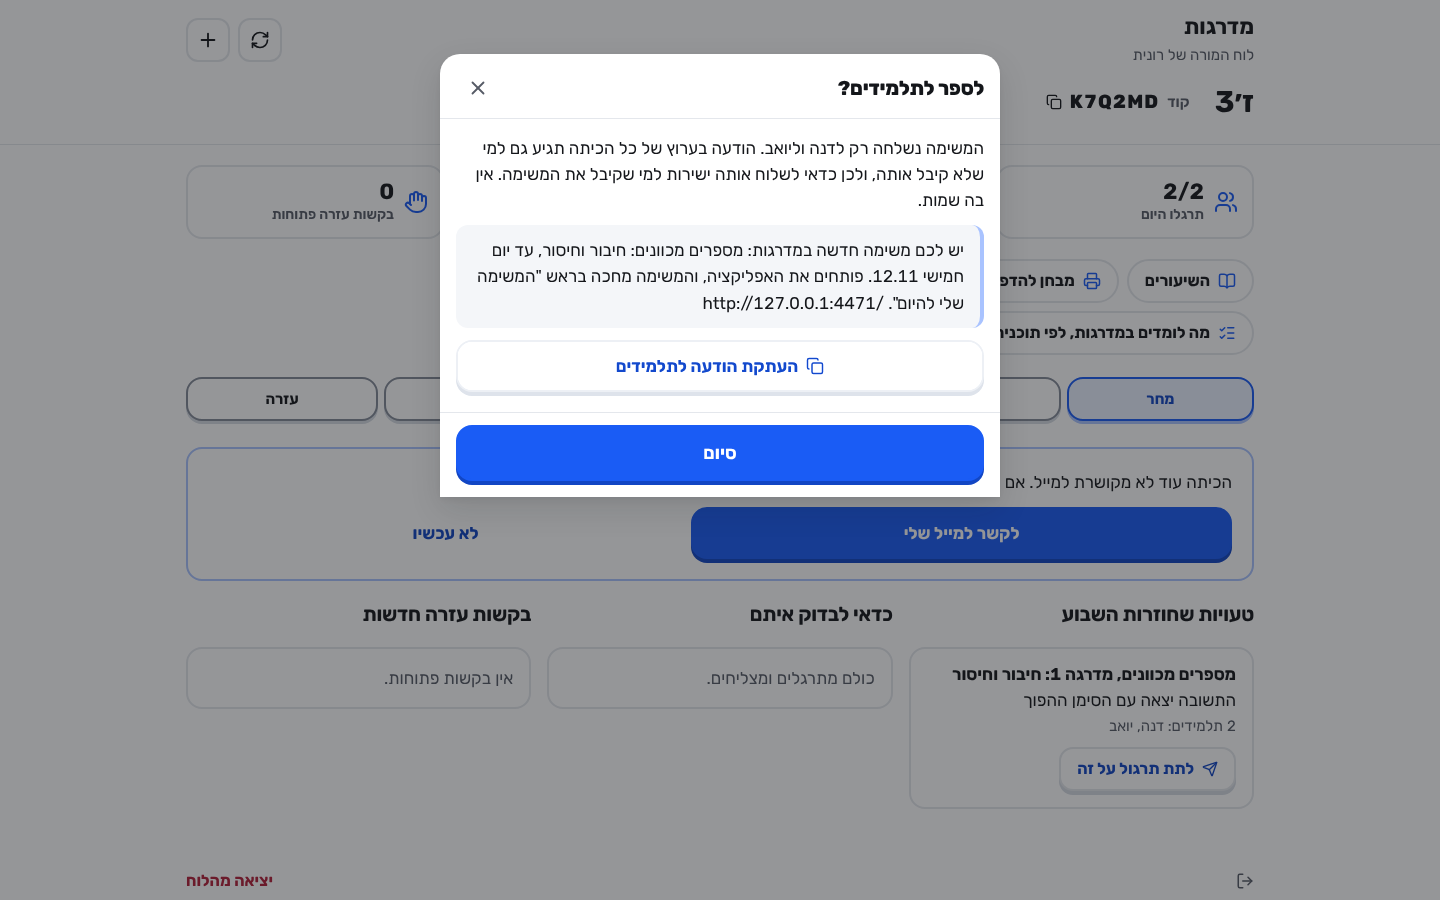 מדרגות
לוח המורה של רונית
ז׳3 קוד K7Q2MD
לספר לתלמידים?
המשימה נשלחה רק לדנה וליואב. הודעה בערוץ של כל הכיתה תגיע גם למי
שלא קיבל אותה, ולכן כדאי לשלוח אותה ישירות למי שקיבל את המשימה. אין
בה שמות.
יש לכם משימה חדשה במדרגות: מספרים מכוונים: חיבור וחיסור, עד יום
חמישי 12.11. פותחים את האפליקציה, והמשימה מחכה בראש "המשימה
שלי להיום". http://127.0.0.1:4471/
העתקת הודעה לתלמידים
סיום
2/2
תרגלו היום
0
בקשות עזרה פתוחות
השיעורים
מבחן להדפ
מה לומדים במדרגות, לפי תוכנית
מחר
עזרה
הכיתה עוד לא מקושרת למייל. אם
לקשר למייל שלי
לא עכשיו
טעויות שחוזרות השבוע
מספרים מכוונים, מדרגה 1: חיבור וחיסור
התשובה יצאה עם הסימן ההפוך
2 תלמידים: דנה, יואב
לתת תרגול על זה
כדאי לבדוק איתם
כולם מתרגלים ומצליחים.
בקשות עזרה חדשות
אין בקשות פתוחות.
יציאה מהלוח